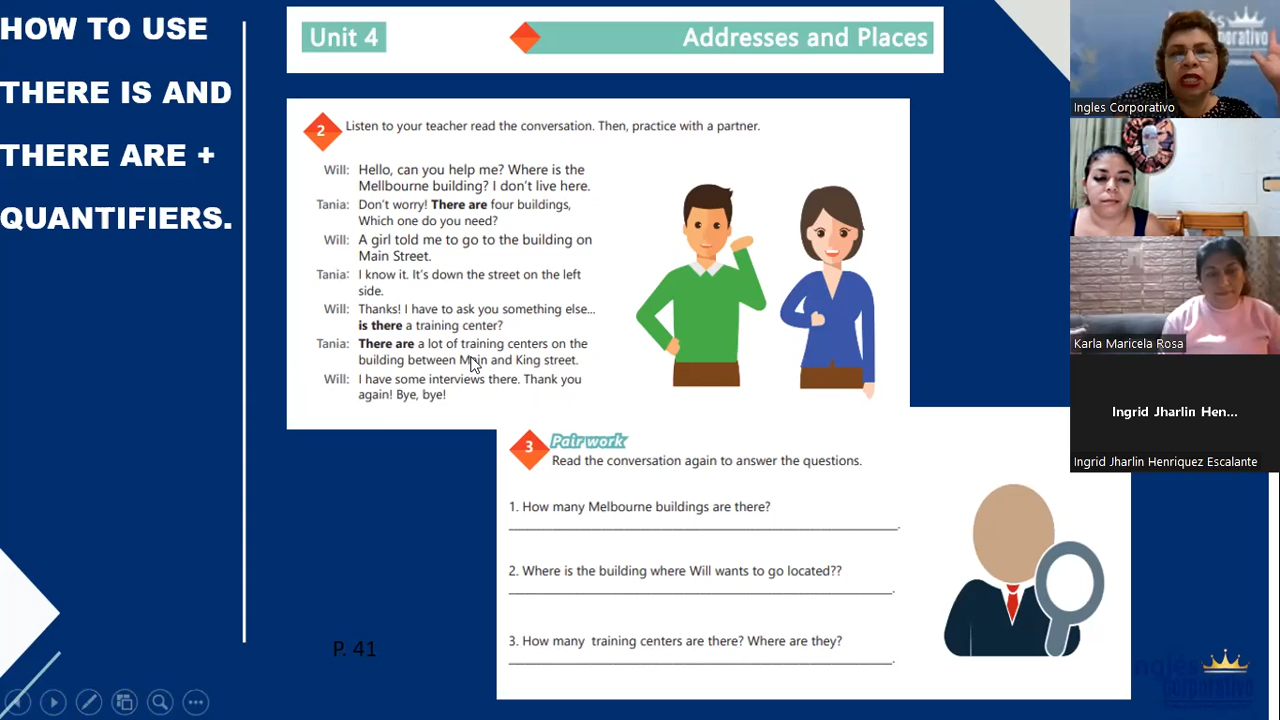 HOW TO USE
THERE IS AND
THERE ARE +
QUANTIFIERS.
Unit 4
Addresses and Places
2
Listen to your teacher read the conversation. Then, practice with a partner.
Will: Hello, can you help me? Where is the
Mellbourne building? I don't live here.
Tania: Don't worry! There are four buildings,
Which one do you need?
Will: A girl told me to go to the building on
Main Street.
Tania: I know it. It's down the street on the left
side.
Will: Thanks! I have to ask you something else...
is there a training center?
Tania: There are a lot of training centers on the
building between Main and King street.
Will: I have some interviews there. Thank you
again! Bye, bye!
3
Pair work
Read the conversation again to answer the questions.
1. How many Melbourne buildings are there?
2. Where is the building where Will wants to go located??
3. How many training centers are there? Where are they?
P. 41
Ingles Corporativo
Karla Maricela Rosa
Ingrid Jharlin Hen...
Ingrid Jharlin Henriquez Escalante
Inglés
Corporativo